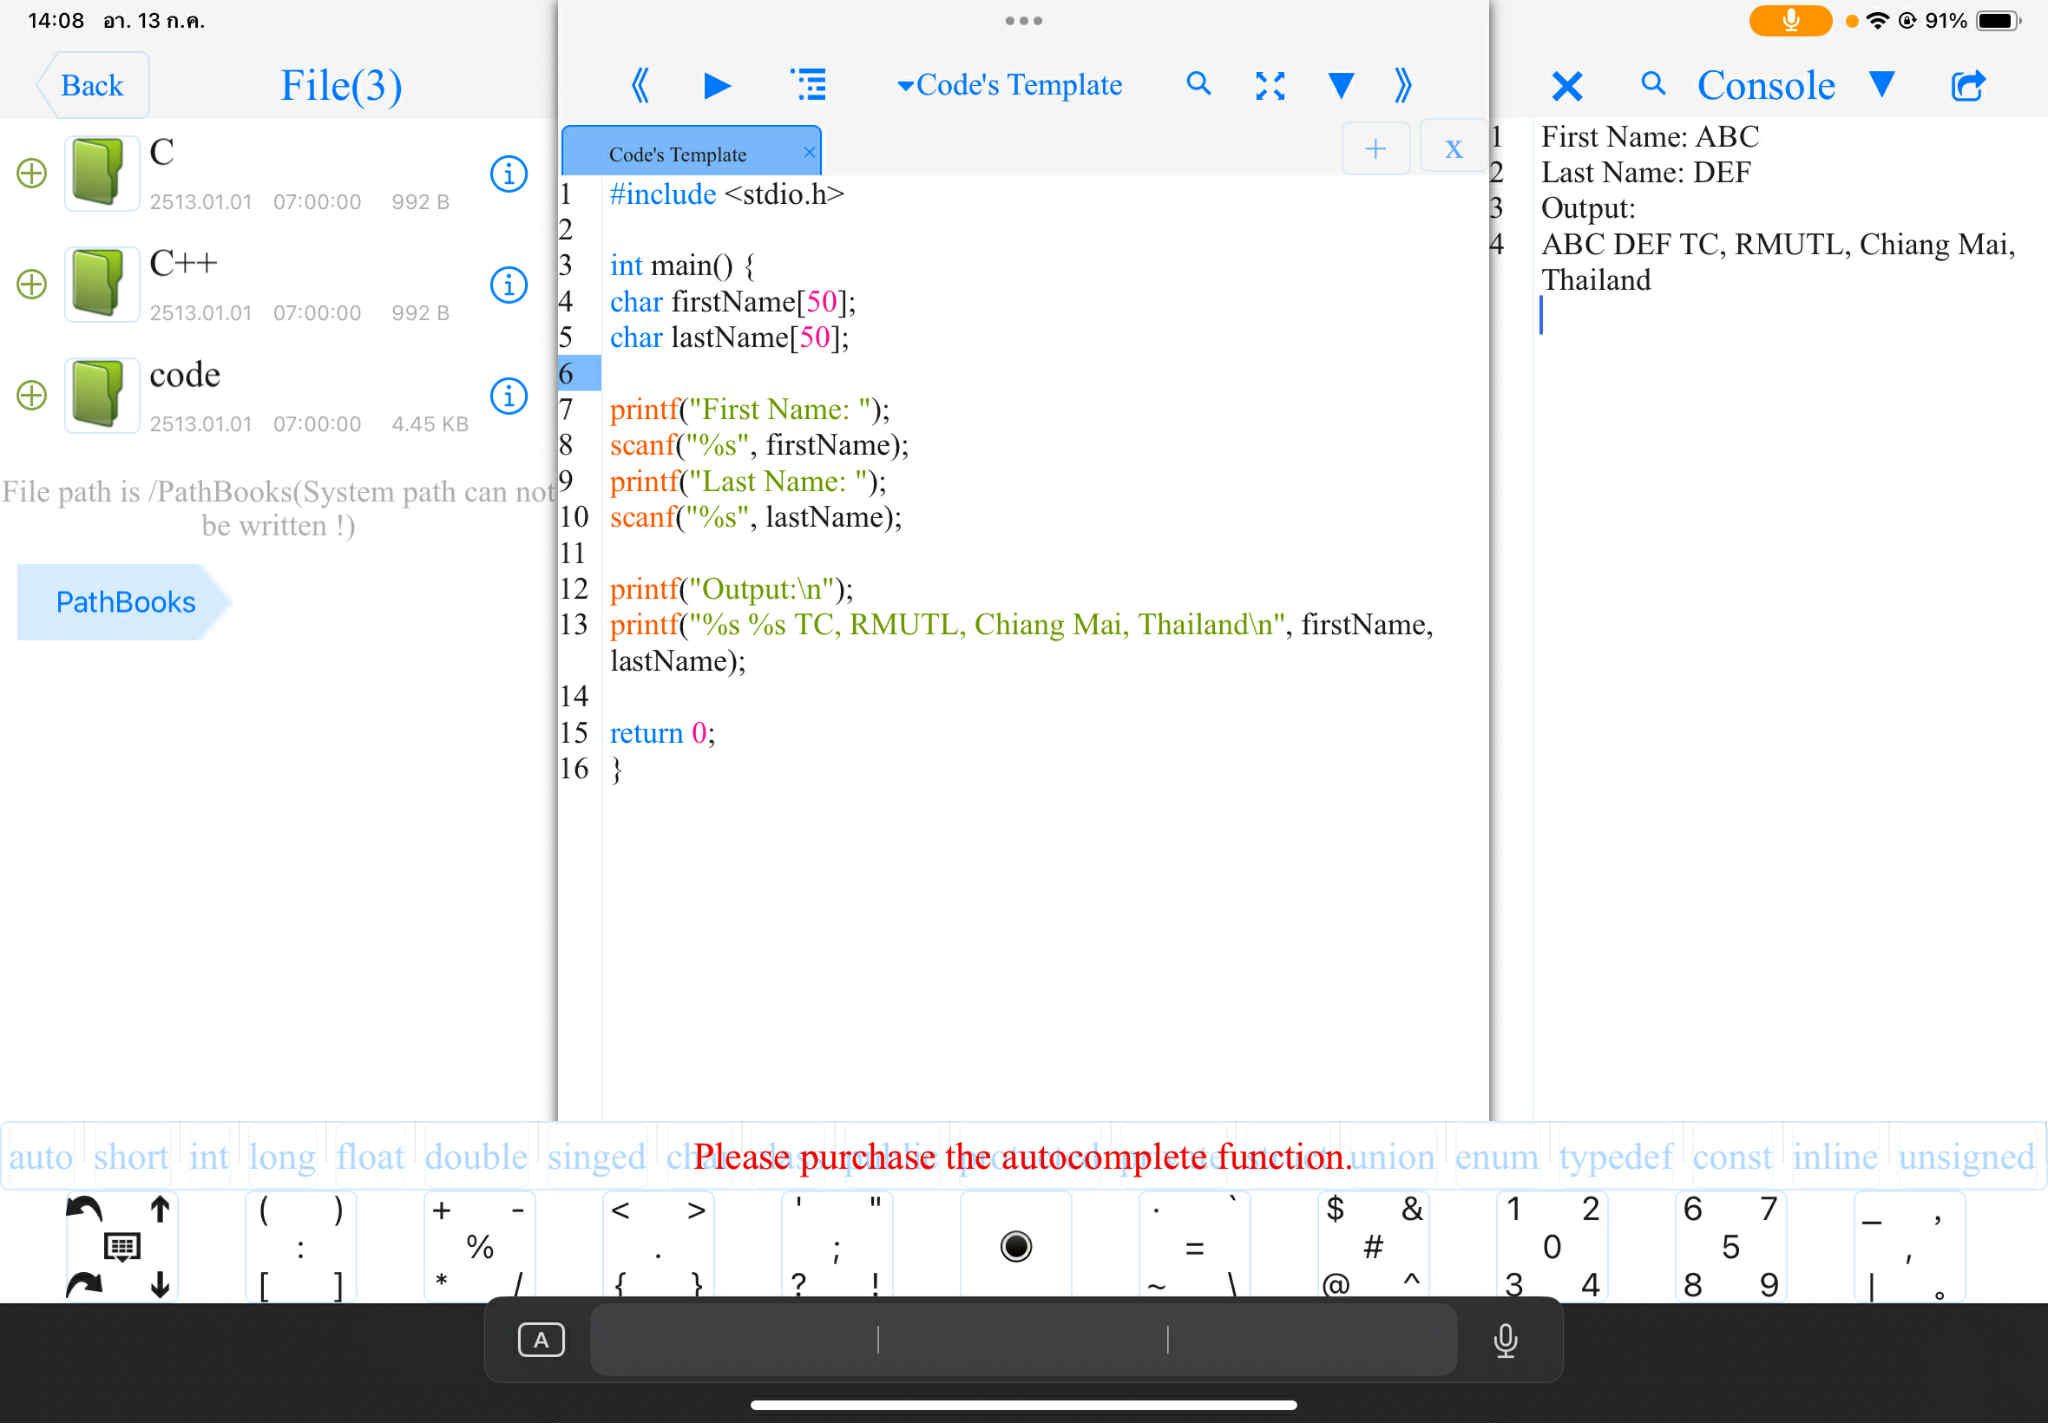 14:08 อา. 13 ก.ค.
91%
Back
File(3)
C
2513.01.01 07:00:00 992 B
C++
2513.01.01 07:00:00 992 B
code
2513.01.01 07:00:00 4.45 KB
File path is /PathBooks(System path can not
be written !)
PathBooks
Code's Template
Code's Template ×
+ x
1 #include <stdio.h>
2
3 int main() {
4 char firstName[50];
5 char lastName[50];
6
7 printf("First Name: ");
8 scanf("%s", firstName);
9 printf("Last Name: ");
10 scanf("%s", lastName);
11
12 printf("Output:\n");
13 printf("%s %s TC, RMUTL, Chiang Mai, Thailand\n", firstName,
lastName);
14
15 return 0;
16 }
Console
1 First Name: ABC
2 Last Name: DEF
3 Output:
4 ABC DEF TC, RMUTL, Chiang Mai,
Thailand
auto short int long float double singed union enum typedef const inline unsigned
Please purchase the autocomplete function.
( ) + - < > ' " · ` $ & 1 2 6 7 _ ,
: % . ; = # 0 5 ,
[ ] * / { } ? ! ~ \ @ ^ 3 4 8 9 | 。
A